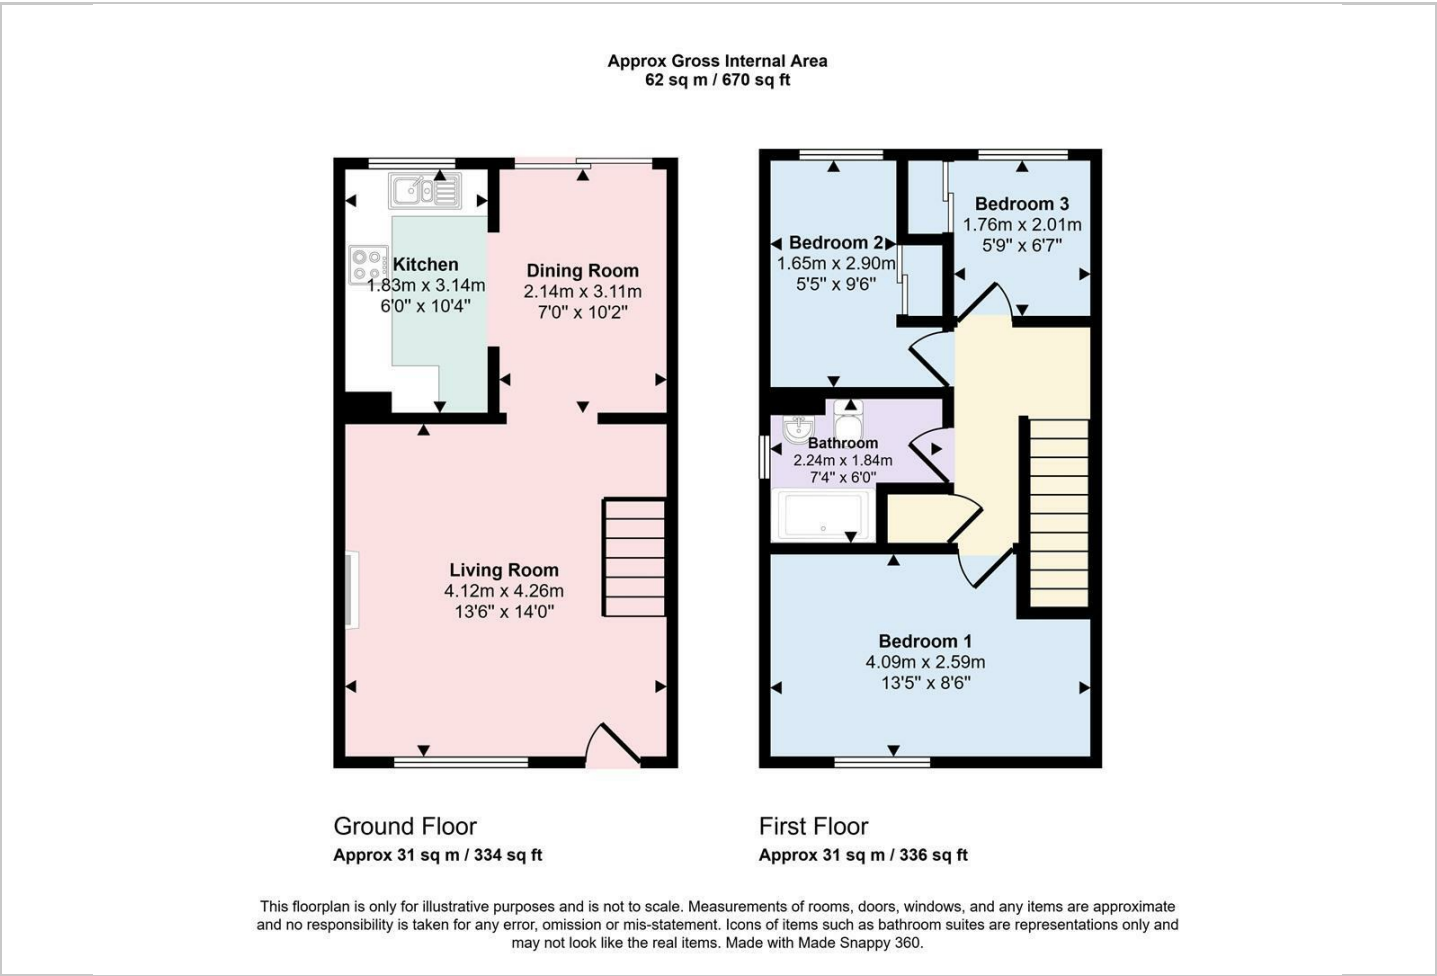 Approx Gross Internal Area
62 sq m / 670 sq ft
Kitchen
1.83m x 3.14m
6'0" x 10'4"
Dining Room
2.14m x 3.11m
7'0" x 10'2"
Living Room
4.12m x 4.26m
13'6" x 14'0"
Ground Floor
Approx 31 sq m / 334 sq ft
Bedroom 2
1.65m x 2.90m
5'5" x 9'6"
Bedroom 3
1.76m x 2.01m
5'9" x 6'7"
Bathroom
2.24m x 1.84m
7'4" x 6'0"
Bedroom 1
4.09m x 2.59m
13'5" x 8'6"
First Floor
Approx 31 sq m / 336 sq ft
This floorplan is only for illustrative purposes and is not to scale. Measurements of rooms, doors, windows, and any items are approximate
and no responsibility is taken for any error, omission or mis-statement. Icons of items such as bathroom suites are representations only and
may not look like the real items. Made with Made Snappy 360.